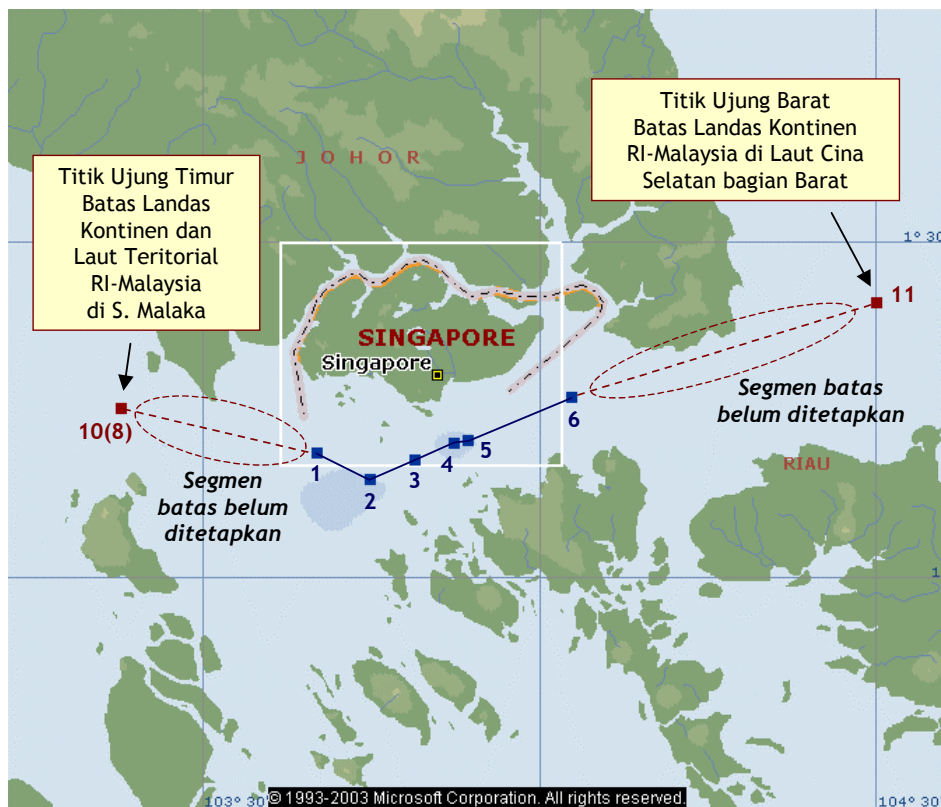 Titik Ujung Barat
Batas Landas Kontinen
RI-Malaysia di Laut Cina
Selatan bagian Barat
JOHOR
Titik Ujung Timur
Batas Landas
Kontinen dan
Laut Teritorial
RI-Malaysia
di S. Malaka
1° 30
11
SINGAPORE
Singapore
Segmen batas
belum ditetapkan
10(8)
6
1
2
3
4
5
RIAU
Segmen
batas belum
ditetapkan
1
103° 30
© 1993-2003 Microsoft Corporation. All rights reserved.
104° 30